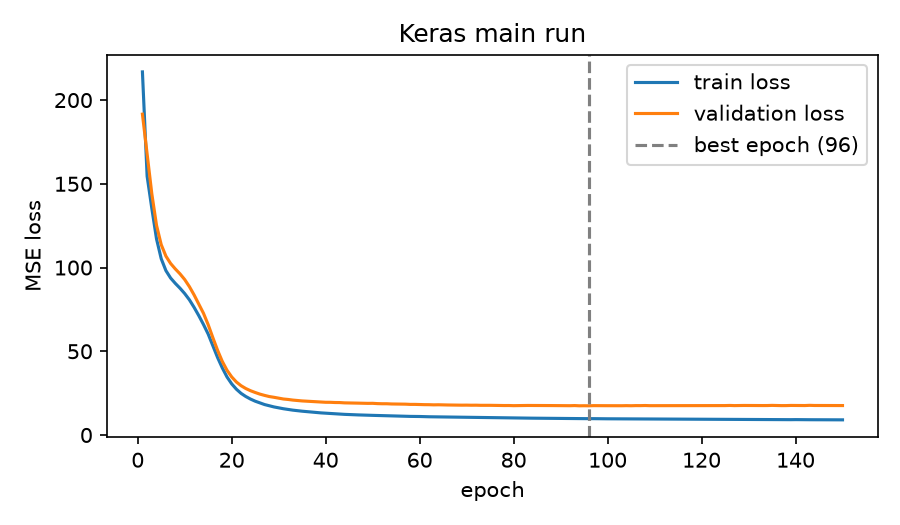 Keras main run
train loss
validation loss
best epoch (96)
MSE loss
200
150
100
50
0
0 20 40 60 80 100 120 140
epoch